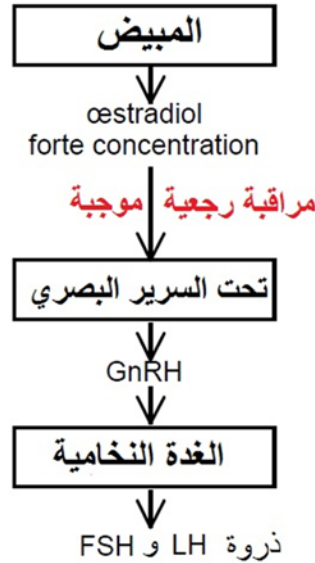 المبيض
œstradiol
forte concentration
مراقبة رجعية موجبة
تحت السرير البصري
GnRH
الغدة النخامية
ذروة LH و FSH